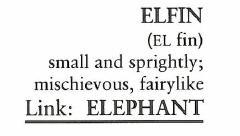 ELFIN
(EL fin)
small and sprightly;
mischievous, fairylike
Link: ELEPHANT